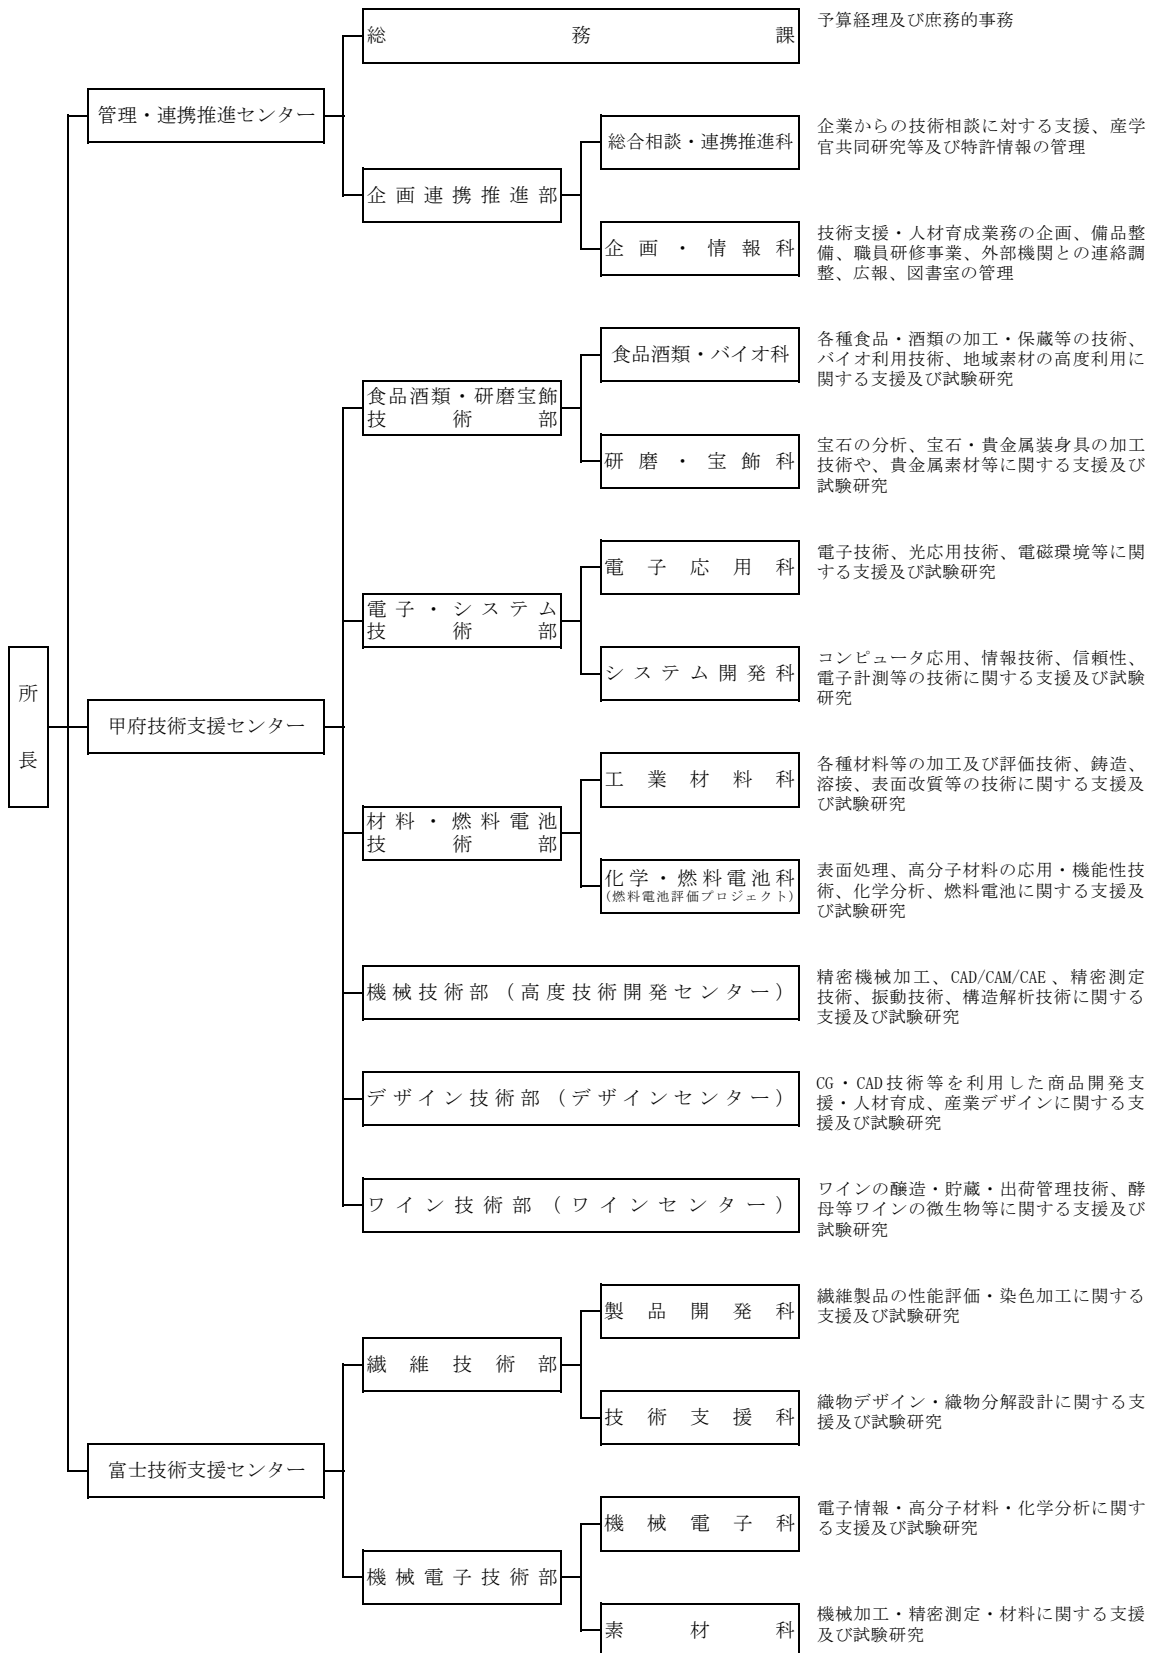 総務課
予算経理及び庶務的事務
管理・連携推進センター
総合相談・連携推進科
企業からの技術相談に対する支援、産学
官共同研究等及び特許情報の管理
企画連携推進部
企画・情報科
技術支援・人材育成業務の企画、備品整
備、職員研修事業、外部機関との連絡調
整、広報、図書室の管理
食品酒類・バイオ科
各種食品・酒類の加工・保蔵等の技術、
バイオ利用技術、地域素材の高度利用に
関する支援及び試験研究
食品酒類・研磨宝飾
技術部
研磨・宝飾科
宝石の分析、宝石・貴金属装身具の加工
技術や、貴金属素材等に関する支援及び
試験研究
電子応用科
電子技術、光応用技術、電磁環境等に関
する支援及び試験研究
電子・システム
技術部
システム開発科
コンピュータ応用、情報技術、信頼性、
電子計測等の技術に関する支援及び試験
研究
所
長
甲府技術支援センター
工業材料科
各種材料等の加工及び評価技術、鋳造、
溶接、表面改質等の技術に関する支援及
び試験研究
材料・燃料電池
技術部
化学・燃料電池科
(燃料電池評価プロジェクト)
表面処理、高分子材料の応用・機能性技
術、化学分析、燃料電池に関する支援及
び試験研究
機械技術部（高度技術開発センター）
精密機械加工、CAD/CAM/CAE、精密測定
技術、振動技術、構造解析技術に関する
支援及び試験研究
デザイン技術部（デザインセンター）
CG・CAD技術等を利用した商品開発支
援・人材育成、産業デザインに関する支
援及び試験研究
ワイン技術部（ワインセンター）
ワインの醸造・貯蔵・出荷管理技術、酵
母等ワインの微生物等に関する支援及び
試験研究
製品開発科
繊維製品の性能評価・染色加工に関する
支援及び試験研究
繊維技術部
技術支援科
織物デザイン・織物分解設計に関する支
援及び試験研究
富士技術支援センター
機械電子科
電子情報・高分子材料・化学分析に関す
る支援及び試験研究
機械電子技術部
素材科
機械加工・精密測定・材料に関する支援
及び試験研究